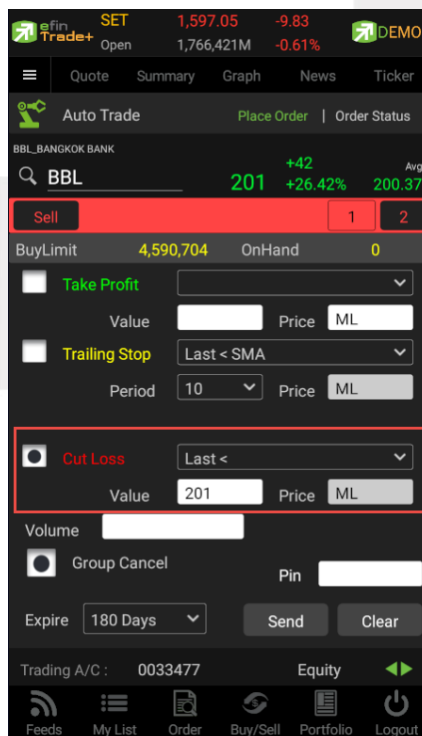 efin Trade+ SET 1,597.05 -9.83 DEMO
Open 1,766,421M -0.61%
Quote Summary Graph News Ticker
Auto Trade Place Order | Order Status
BBL_BANGKOK BANK
+42 Avg
BBL 201 +26.42% 200.37
Sell 1 2
BuyLimit 4,590,704 OnHand 0
Take Profit
Value Price ML
Trailing Stop Last < SMA
Period 10 Price ML
Cut Loss Last <
Value 201 Price ML
Volume
Group Cancel
Pin
Expire 180 Days Send Clear
Trading A/C : 0033477 Equity
Feeds My List Order Buy/Sell Portfolio Logout